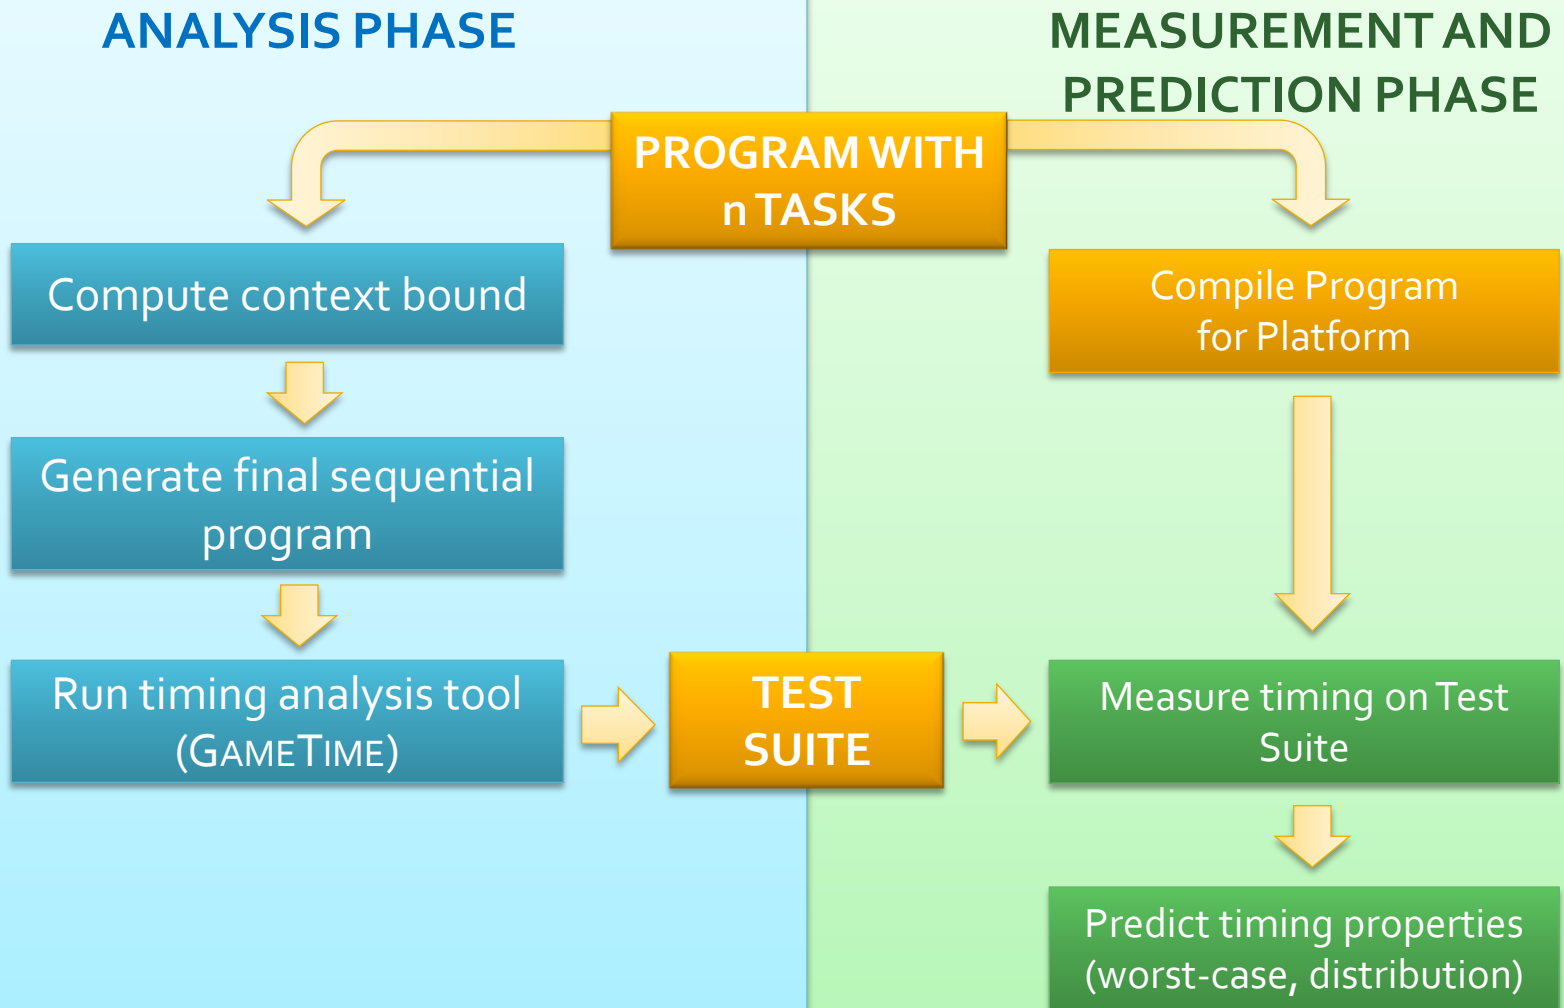 ANALYSIS PHASE
MEASUREMENT AND
PREDICTION PHASE
PROGRAM WITH
n TASKS
Compute context bound
Generate final sequential
program
Run timing analysis tool
(GAMETIME)
TEST
SUITE
Compile Program
for Platform
Measure timing on Test
Suite
Predict timing properties
(worst-case, distribution)